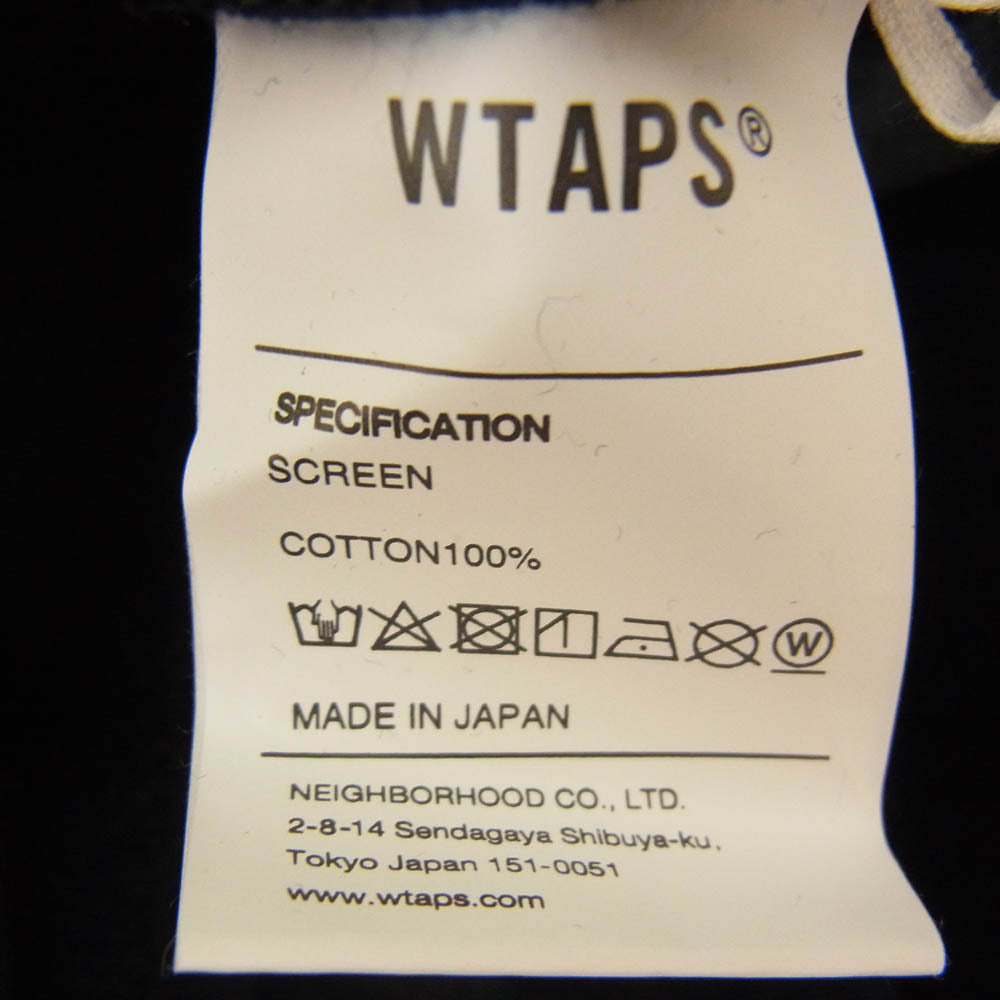 WTAPS®
SPECIFICATION
SCREEN
COTTON100%
W
MADE IN JAPAN
NEIGHBORHOOD CO., LTD.
2-8-14 Sendagaya Shibuya-ku,
Tokyo Japan 151-0051
www.wtaps.com